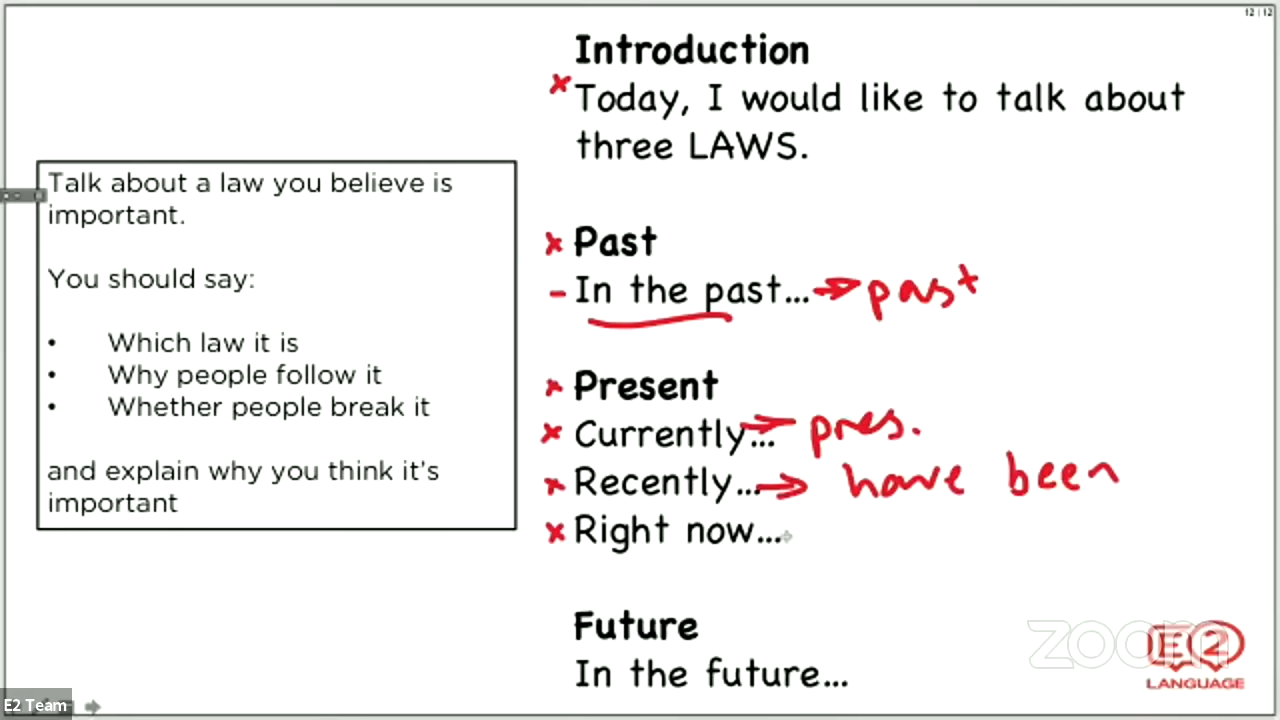 12 | 12
Talk about a law you believe is
important.
You should say:
• Which law it is
• Why people follow it
• Whether people break it
and explain why you think it's
important
Introduction
Today, I would like to talk about
three LAWS.
Past
In the past... past
Present
Currently... pres.
Recently... have been
Right now...
Future
In the future...
zoom
E2
LANGUAGE
E2 Team